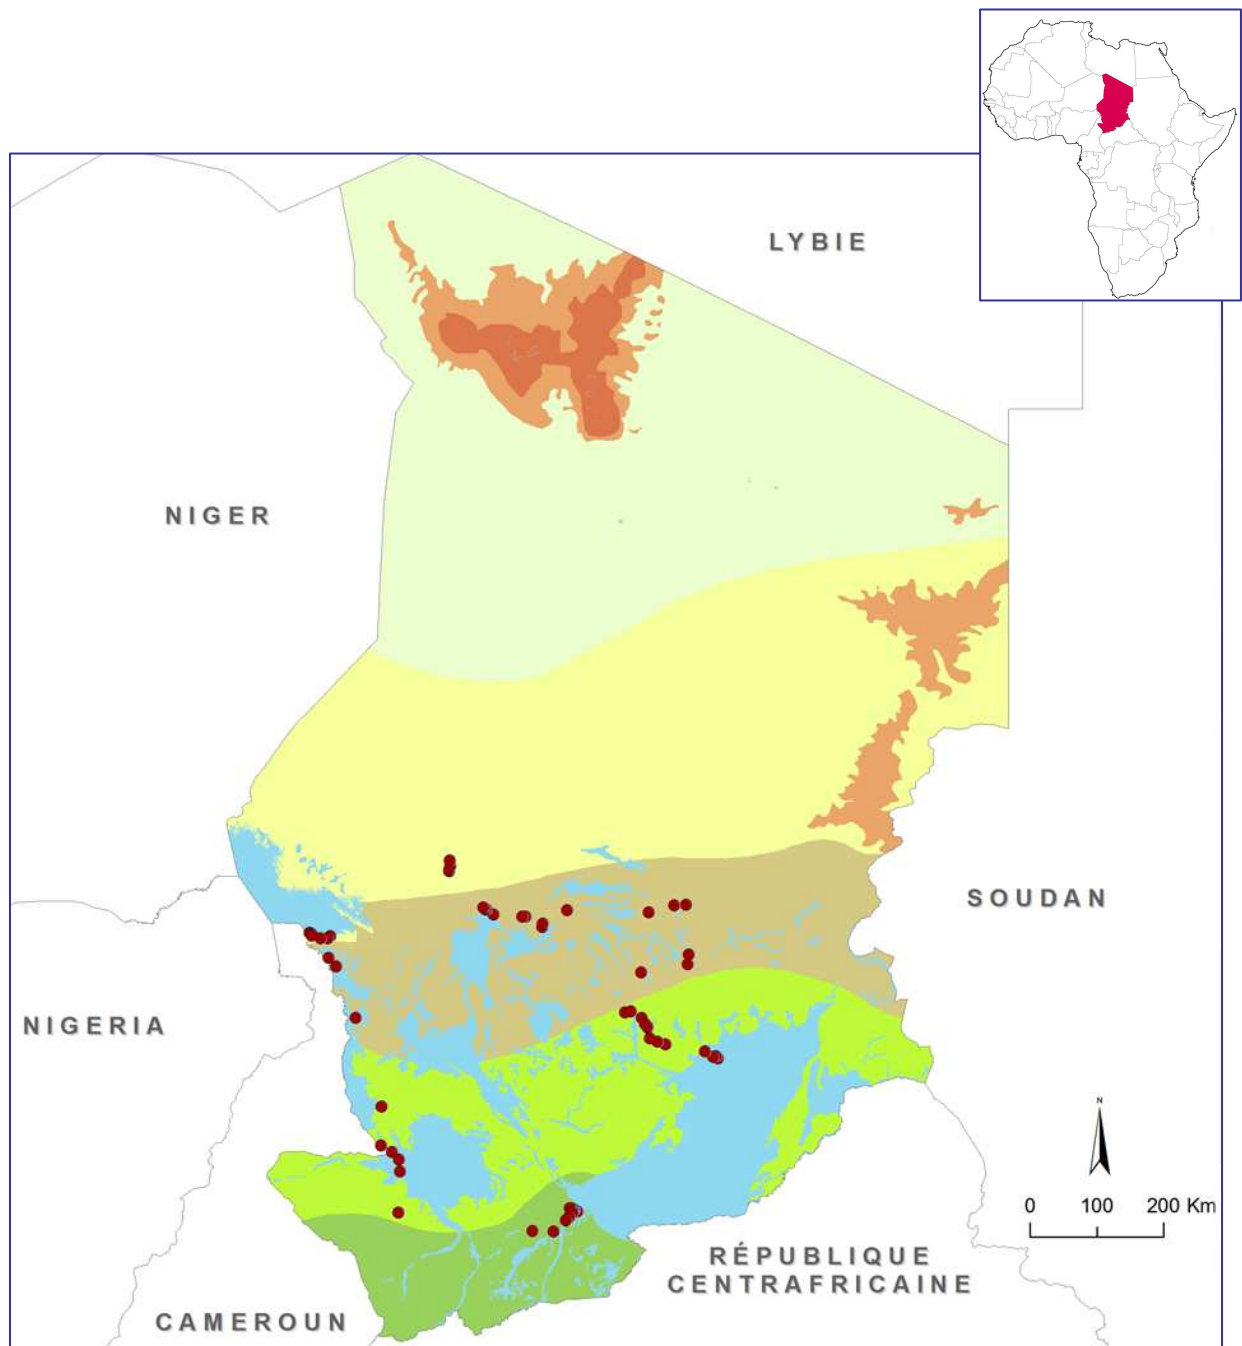 LYBIE
NIGER
SOUDAN
NIGERIA
N
0 100 200 Km
RÉPUBLIQUE
CENTRAFRICAINE
CAMEROUN